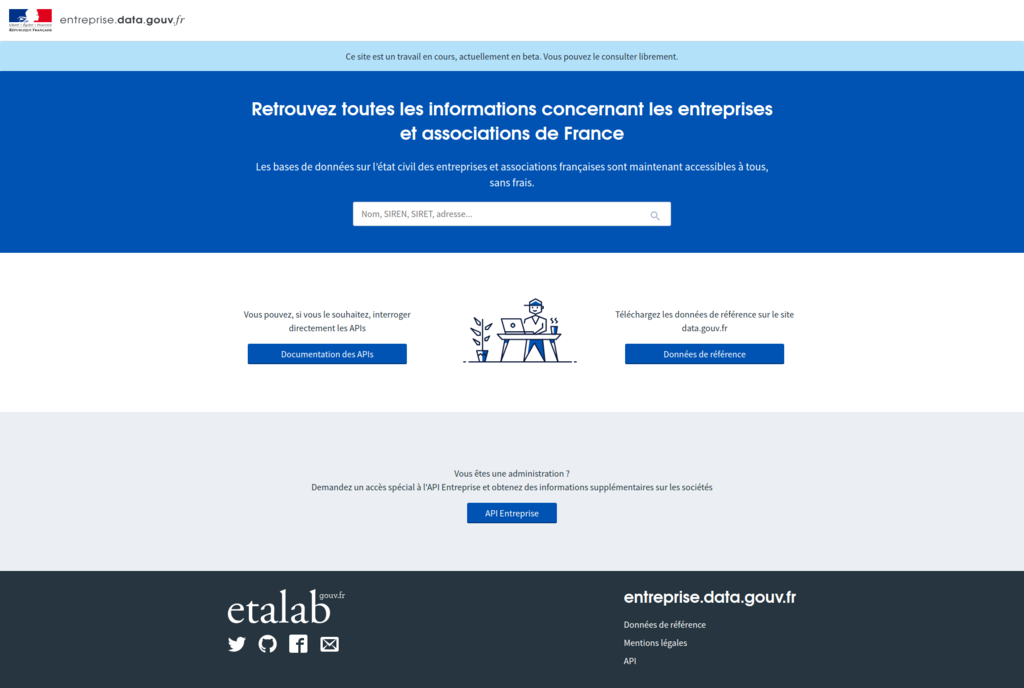 RÉPUBLIQUE FRANÇAISE
entreprise.data.gouv.fr
Ce site est un travail en cours, actuellement en beta. Vous pouvez le consulter librement.
Retrouvez toutes les informations concernant les entreprises
et associations de France
Les bases de données sur l'état civil des entreprises et associations françaises sont maintenant accessibles à tous,
sans frais.
Nom, SIREN, SIRET, adresse...
Vous pouvez, si vous le souhaitez, interroger
directement les APIs
Documentation des APIs
Téléchargez les données de référence sur le site
data.gouv.fr
Données de référence
Vous êtes une administration ?
Demandez un accès spécial à l'API Entreprise et obtenez des informations supplémentaires sur les sociétés
API Entreprise
etalab gouv.fr
entreprise.data.gouv.fr
Données de référence
Mentions légales
API